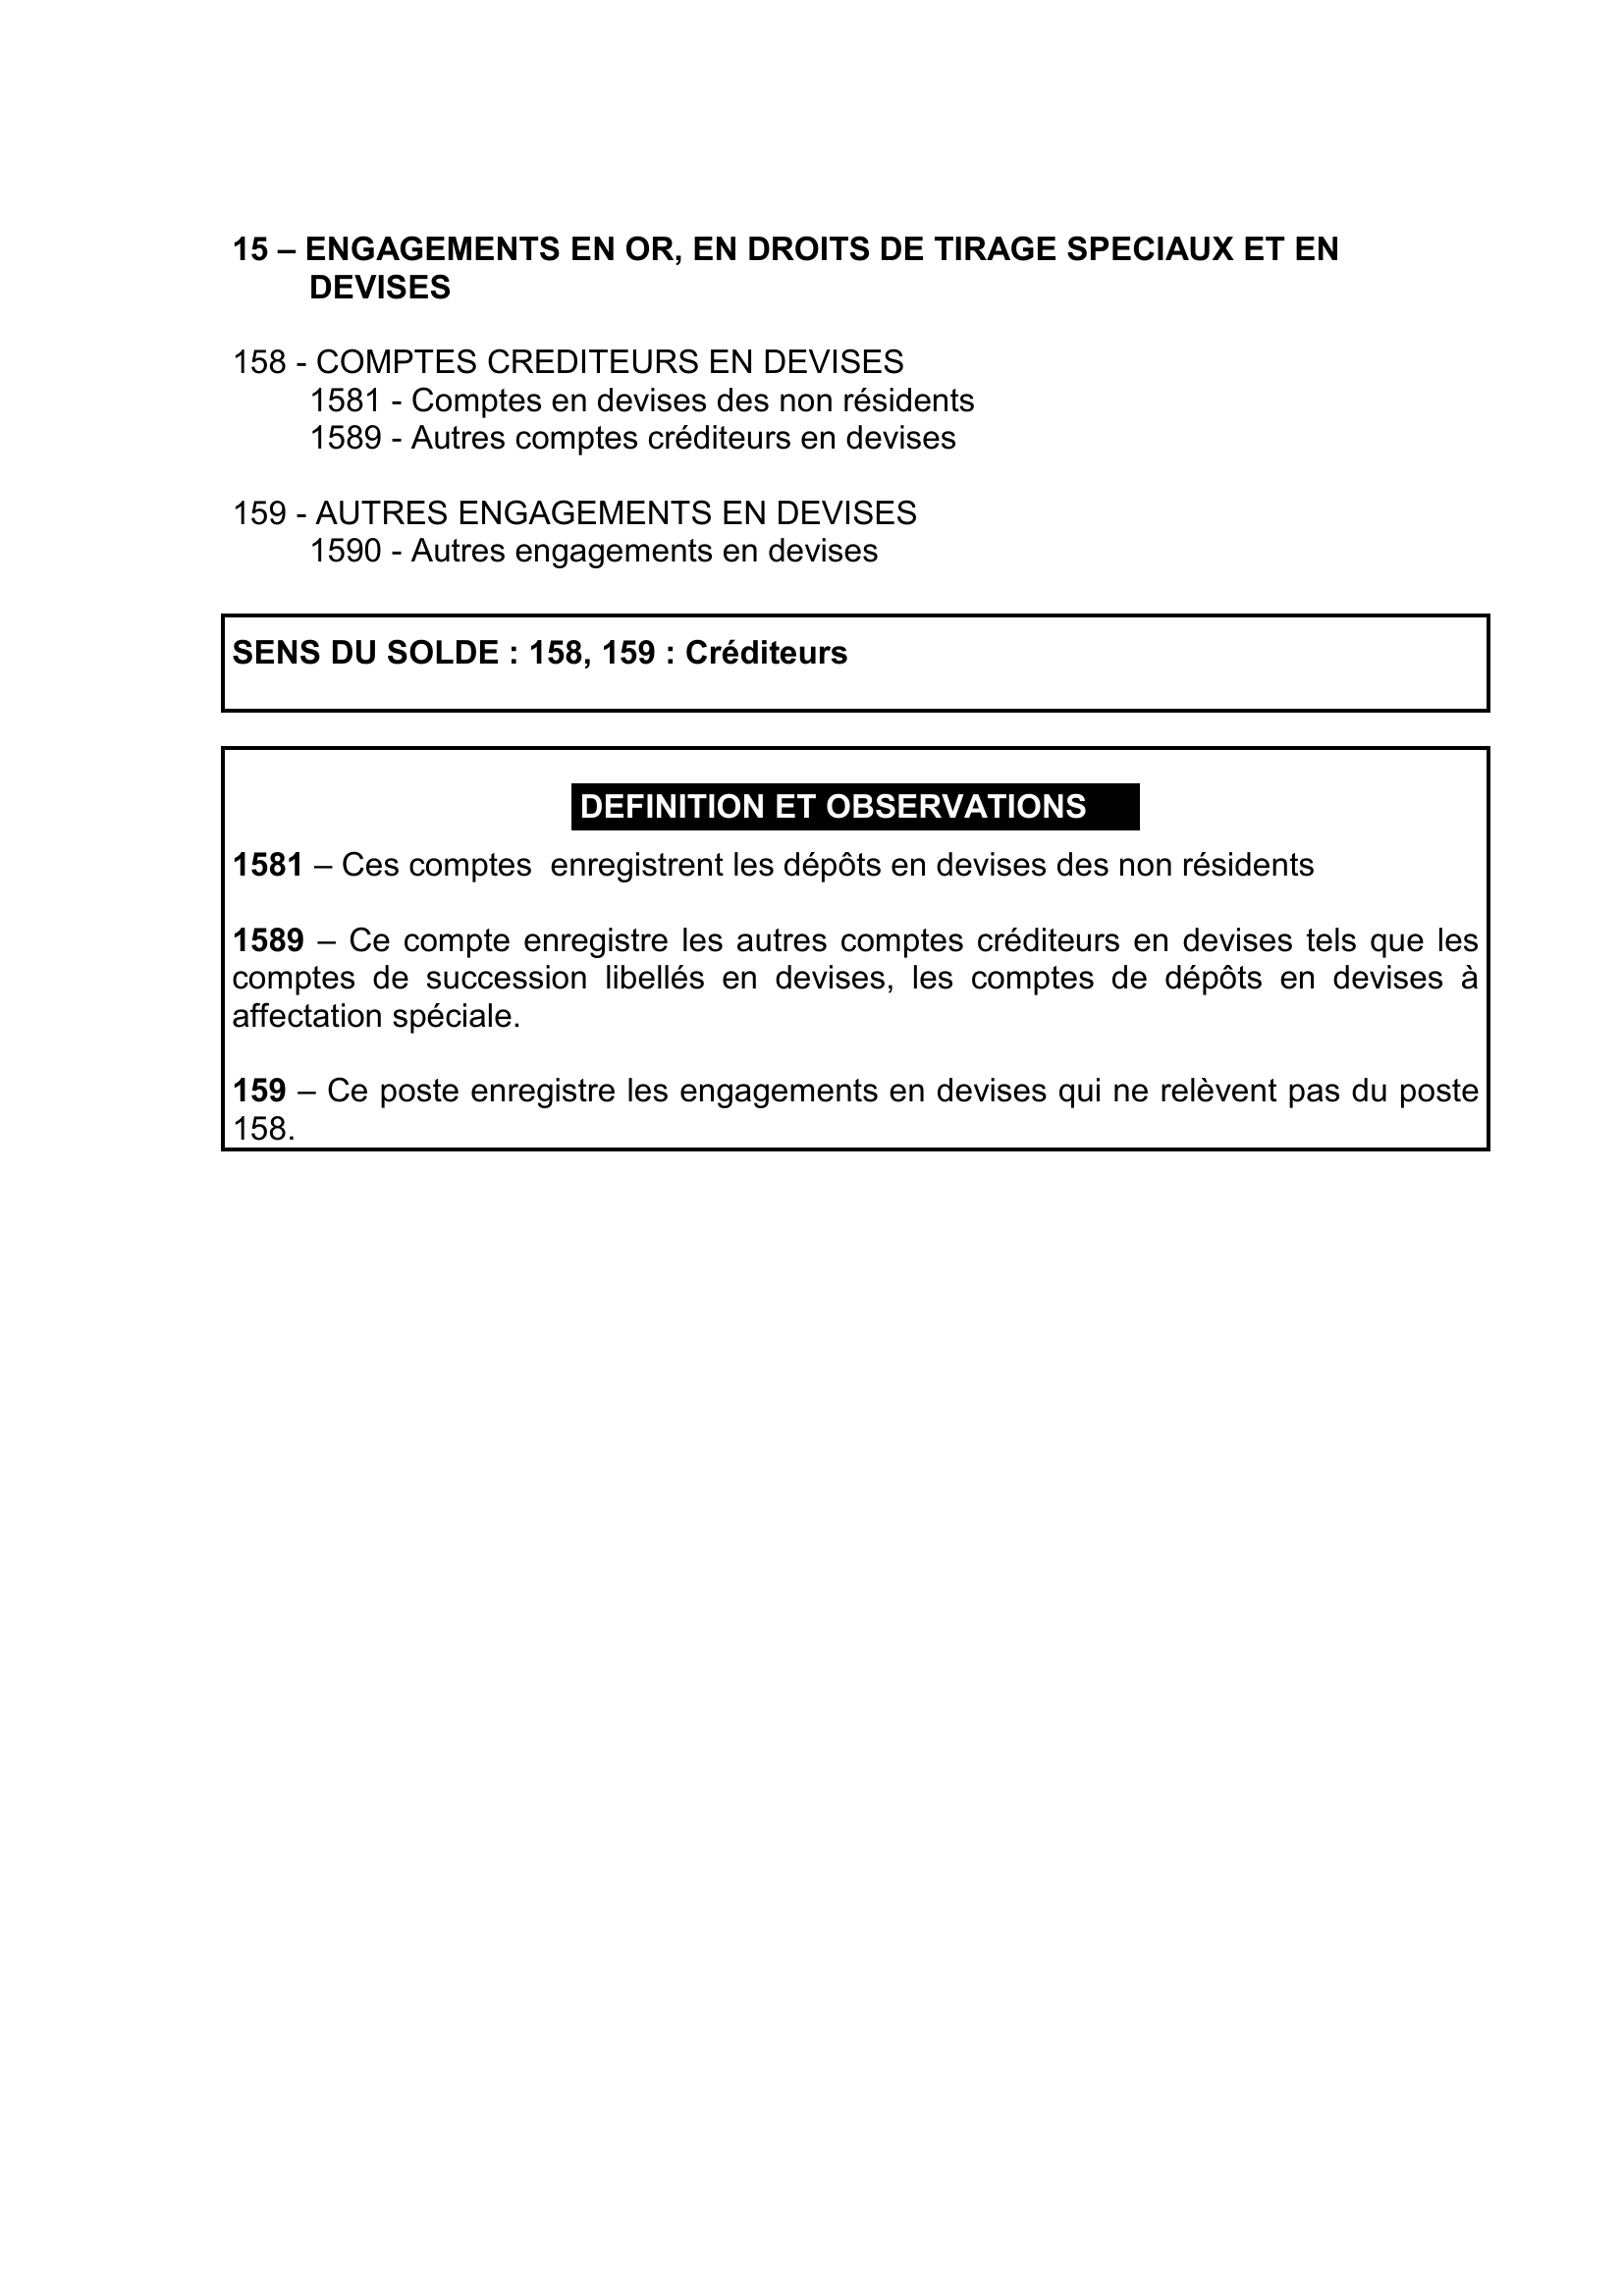 15 – ENGAGEMENTS EN OR, EN DROITS DE TIRAGE SPECIAUX ET EN
DEVISES
158 - COMPTES CREDITEURS EN DEVISES
1581 - Comptes en devises des non résidents
1589 - Autres comptes créditeurs en devises
159 - AUTRES ENGAGEMENTS EN DEVISES
1590 - Autres engagements en devises
SENS DU SOLDE : 158, 159 : Créditeurs
DEFINITION ET OBSERVATIONS
1581 – Ces comptes  enregistrent les dépôts en devises des non résidents
1589 – Ce compte enregistre les autres comptes créditeurs en devises tels que les
comptes de succession libellés en devises, les comptes de dépôts en devises à
affectation spéciale.
159 – Ce poste enregistre les engagements en devises qui ne relèvent pas du poste
158.